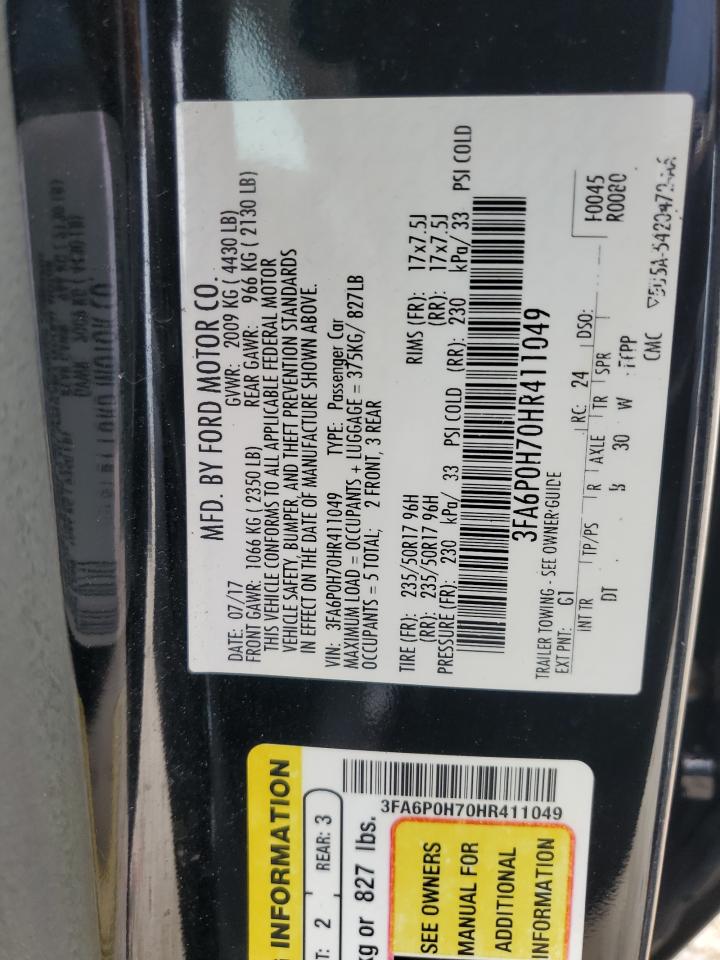 MFD. BY FORD MOTOR CO.
DATE: 07/17 GVWR: 2009 KG ( 4430 LB)
FRONT GAWR: 1066 KG ( 2350 LB) REAR GAWR: 966 KG ( 2130 LB)
THIS VEHICLE CONFORMS TO ALL APPLICABLE FEDERAL MOTOR
VEHICLE SAFETY, BUMPER, AND THEFT PREVENTION STANDARDS
IN EFFECT ON THE DATE OF MANUFACTURE SHOWN ABOVE.
VIN: 3FA6P0H70HR411049 TYPE: Passenger Car
MAXIMUM LOAD = OCCUPANTS + LUGGAGE = 375KG/ 827LB
OCCUPANTS = 5 TOTAL; 2 FRONT, 3 REAR
TIRE (FR): 235/50R17 96H RIMS (FR): 17x7.5J
(RR): 235/50R17 96H (RR): 17x7.5J
PRESSURE (FR): 230 kPa/ 33 PSI COLD (RR): 230 kPa/ 33 PSI COLD
3FA6P0H70HR411049
TRAILER TOWING - SEE OWNER GUIDE
EXT PNT: G1 RC: 24 DSO: F0045
R0080
INT TR TP/PS R AXLE TR SPR
DT 30 W
CMC
INFORMATION
2 REAR: 3
kg or 827 lbs.
3FA6P0H70HR411049
SEE OWNERS
MANUAL FOR
ADDITIONAL
INFORMATION